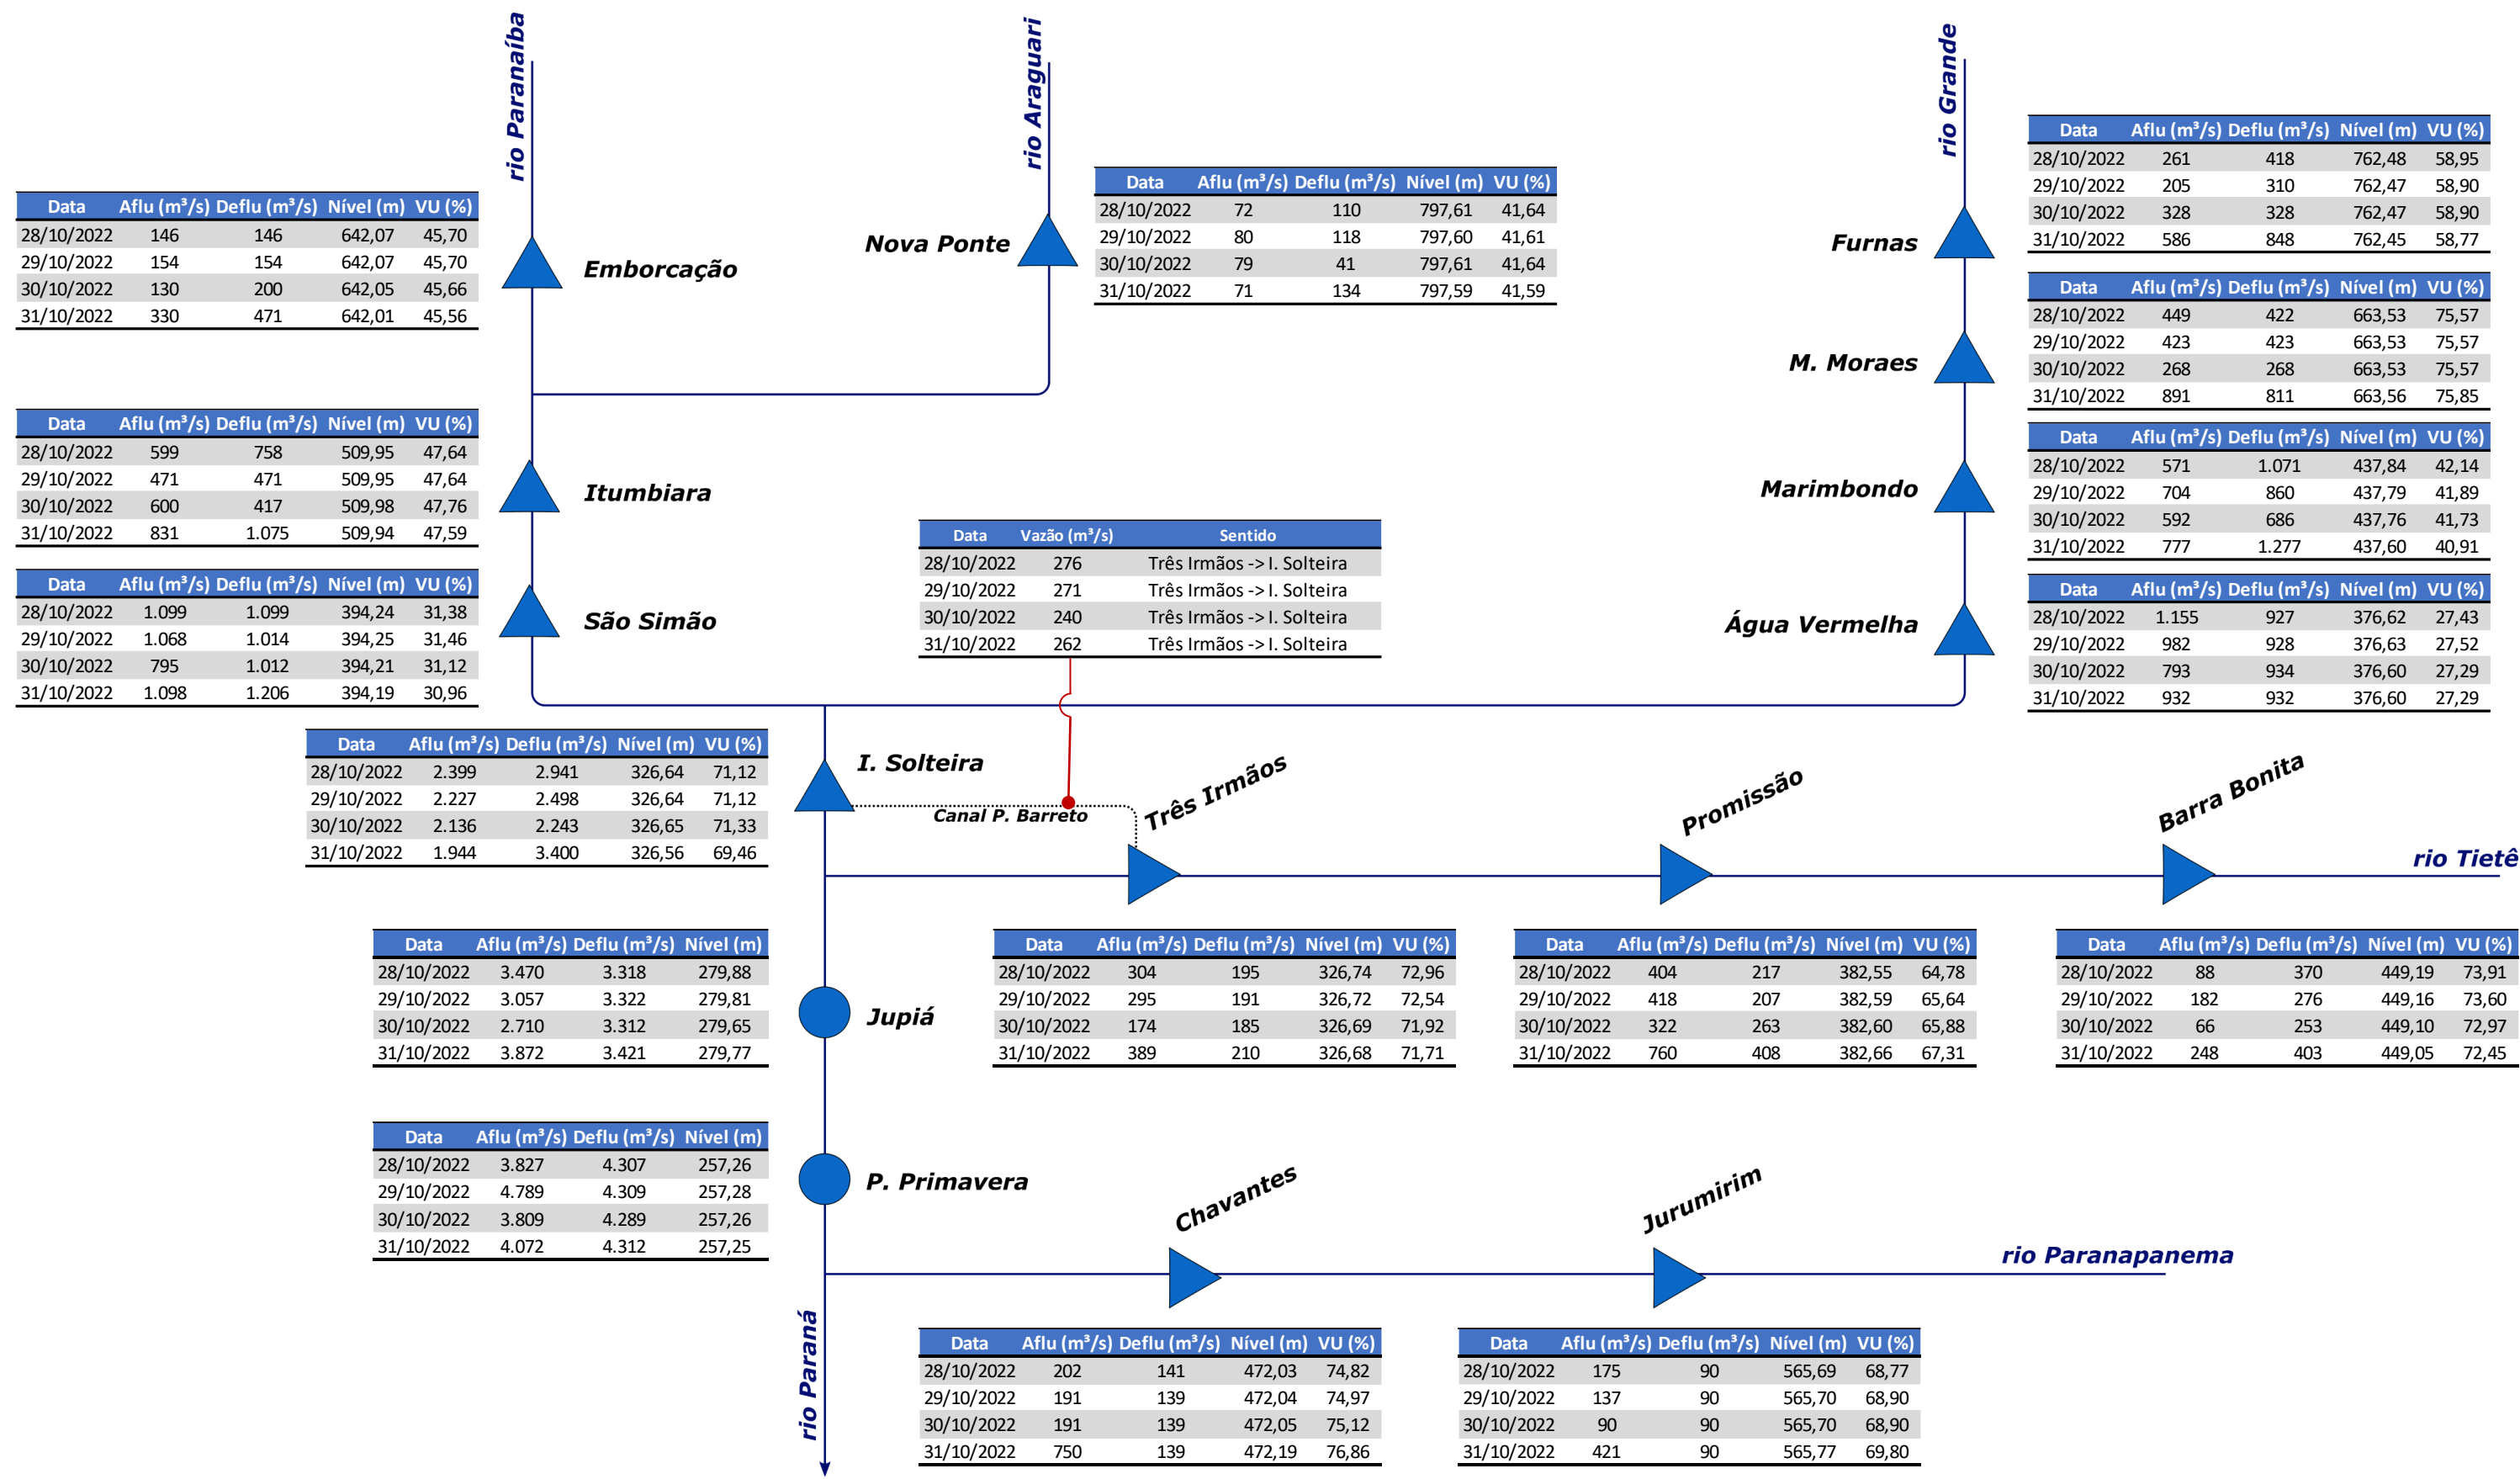 rio Paranaíba
rio Araguari
rio Grande
Data Aflu (m³/s) Deflu (m³/s) Nível (m) VU (%)
28/10/2022 146 146 642,07 45,70
29/10/2022 154 154 642,07 45,70
30/10/2022 130 200 642,05 45,66
31/10/2022 330 471 642,01 45,56
Emborcação
Nova Ponte
Data Aflu (m³/s) Deflu (m³/s) Nível (m) VU (%)
28/10/2022 72 110 797,61 41,64
29/10/2022 80 118 797,60 41,61
30/10/2022 79 41 797,61 41,64
31/10/2022 71 134 797,59 41,59
Furnas
Data Aflu (m³/s) Deflu (m³/s) Nível (m) VU (%)
28/10/2022 261 418 762,48 58,95
29/10/2022 205 310 762,47 58,90
30/10/2022 328 328 762,47 58,90
31/10/2022 586 848 762,45 58,77
M. Moraes
Data Aflu (m³/s) Deflu (m³/s) Nível (m) VU (%)
28/10/2022 449 422 663,53 75,57
29/10/2022 423 423 663,53 75,57
30/10/2022 268 268 663,53 75,57
31/10/2022 891 811 663,56 75,85
Data Aflu (m³/s) Deflu (m³/s) Nível (m) VU (%)
28/10/2022 599 758 509,95 47,64
29/10/2022 471 471 509,95 47,64
30/10/2022 600 417 509,98 47,76
31/10/2022 831 1.075 509,94 47,59
Itumbiara
Marimbondo
Data Aflu (m³/s) Deflu (m³/s) Nível (m) VU (%)
28/10/2022 571 1.071 437,84 42,14
29/10/2022 704 860 437,79 41,89
30/10/2022 592 686 437,76 41,73
31/10/2022 777 1.277 437,60 40,91
Data Aflu (m³/s) Deflu (m³/s) Nível (m) VU (%)
28/10/2022 1.099 1.099 394,24 31,38
29/10/2022 1.068 1.014 394,25 31,46
30/10/2022 795 1.012 394,21 31,12
31/10/2022 1.098 1.206 394,19 30,96
São Simão
Data Vazão (m³/s) Sentido
28/10/2022 276 Três Irmãos -> I. Solteira
29/10/2022 271 Três Irmãos -> I. Solteira
30/10/2022 240 Três Irmãos -> I. Solteira
31/10/2022 262 Três Irmãos -> I. Solteira
Água Vermelha
Data Aflu (m³/s) Deflu (m³/s) Nível (m) VU (%)
28/10/2022 1.155 927 376,62 27,43
29/10/2022 982 928 376,63 27,52
30/10/2022 793 934 376,60 27,29
31/10/2022 932 932 376,60 27,29
Data Aflu (m³/s) Deflu (m³/s) Nível (m) VU (%)
28/10/2022 2.399 2.941 326,64 71,12
29/10/2022 2.227 2.498 326,64 71,12
30/10/2022 2.136 2.243 326,65 71,33
31/10/2022 1.944 3.400 326,56 69,46
I. Solteira
Canal P. Barreto
Três Irmãos
Promissão
Barra Bonita
rio Tietê
Data Aflu (m³/s) Deflu (m³/s) Nível (m)
28/10/2022 3.470 3.318 279,88
29/10/2022 3.057 3.322 279,81
30/10/2022 2.710 3.312 279,65
31/10/2022 3.872 3.421 279,77
Jupiá
Data Aflu (m³/s) Deflu (m³/s) Nível (m) VU (%)
28/10/2022 304 195 326,74 72,96
29/10/2022 295 191 326,72 72,54
30/10/2022 174 185 326,69 71,92
31/10/2022 389 210 326,68 71,71
Data Aflu (m³/s) Deflu (m³/s) Nível (m) VU (%)
28/10/2022 404 217 382,55 64,78
29/10/2022 418 207 382,59 65,64
30/10/2022 322 263 382,60 65,88
31/10/2022 760 408 382,66 67,31
Data Aflu (m³/s) Deflu (m³/s) Nível (m) VU (%)
28/10/2022 88 370 449,19 73,91
29/10/2022 182 276 449,16 73,60
30/10/2022 66 253 449,10 72,97
31/10/2022 248 403 449,05 72,45
Data Aflu (m³/s) Deflu (m³/s) Nível (m)
28/10/2022 3.827 4.307 257,26
29/10/2022 4.789 4.309 257,28
30/10/2022 3.809 4.289 257,26
31/10/2022 4.072 4.312 257,25
P. Primavera
Chavantes
Jurumirim
rio Paranapanema
rio Paraná
Data Aflu (m³/s) Deflu (m³/s) Nível (m) VU (%)
28/10/2022 202 141 472,03 74,82
29/10/2022 191 139 472,04 74,97
30/10/2022 191 139 472,05 75,12
31/10/2022 750 139 472,19 76,86
Data Aflu (m³/s) Deflu (m³/s) Nível (m) VU (%)
28/10/2022 175 90 565,69 68,77
29/10/2022 137 90 565,70 68,90
30/10/2022 90 90 565,70 68,90
31/10/2022 421 90 565,77 69,80